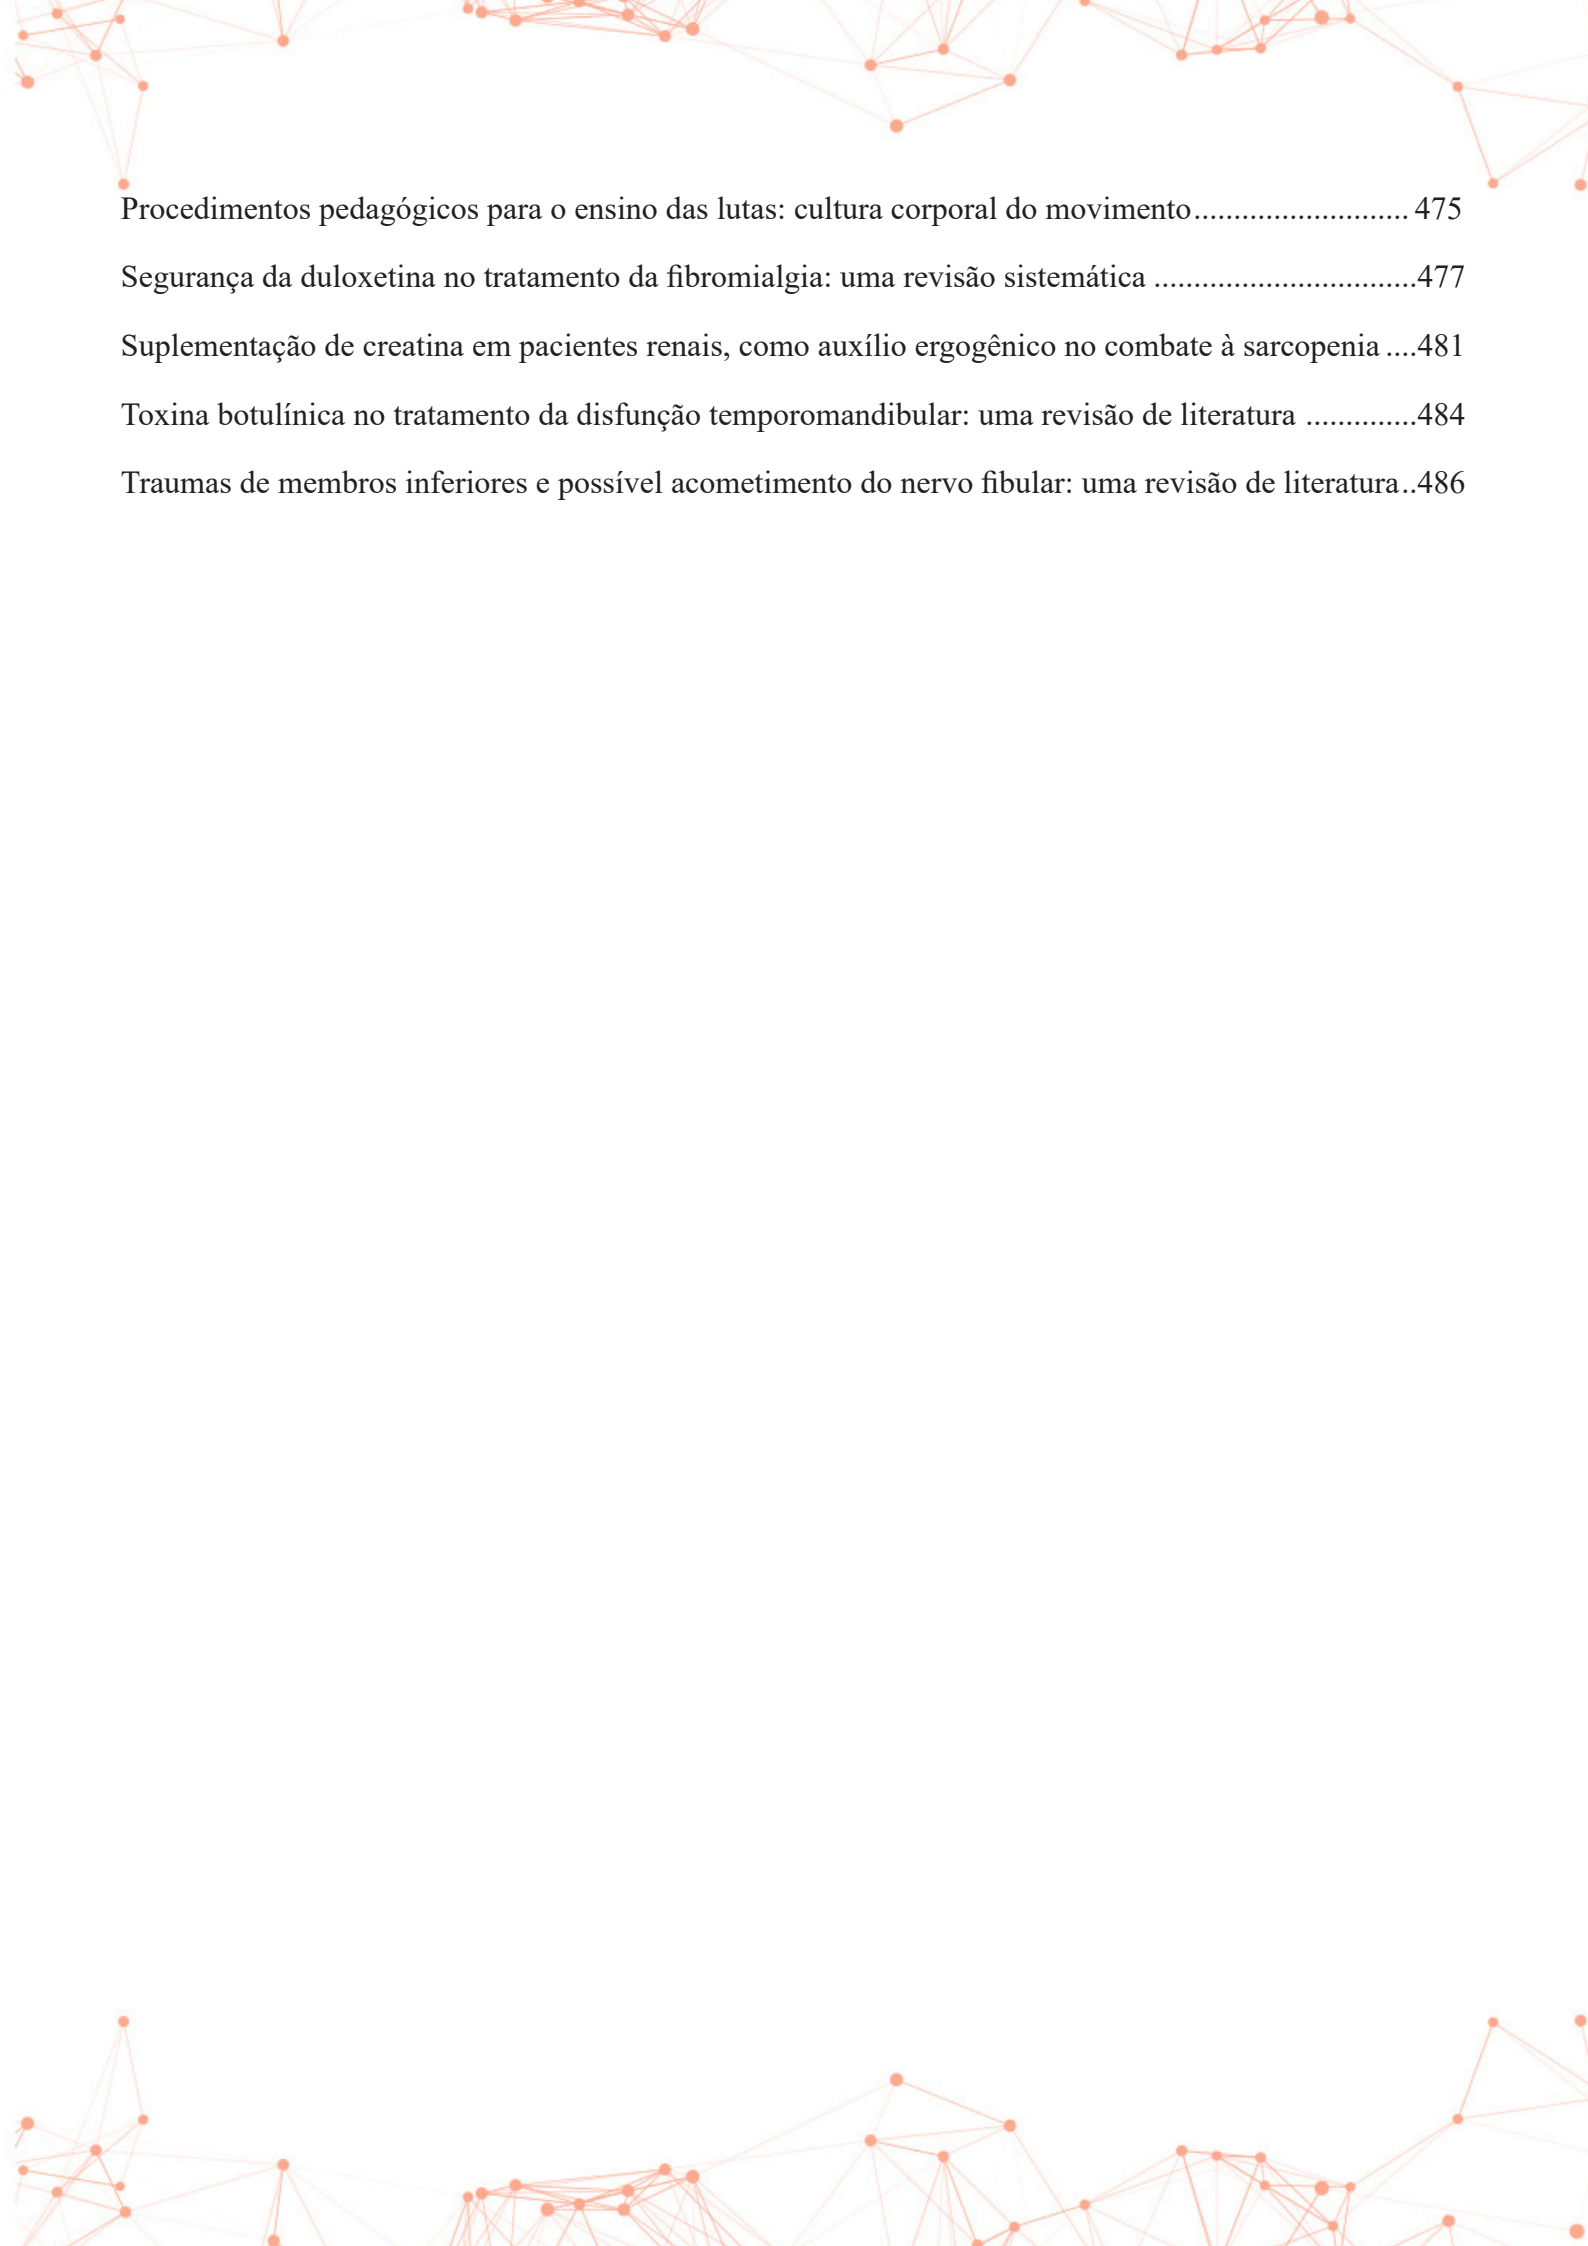 Procedimentos pedagógicos para o ensino das lutas: cultura corporal do movimento........................... 475
Segurança da duloxetina no tratamento da fibromialgia: uma revisão sistemática .................................477
Suplementação de creatina em pacientes renais, como auxílio ergogênico no combate à sarcopenia ....481
Toxina botulínica no tratamento da disfunção temporomandibular: uma revisão de literatura ..............484
Traumas de membros inferiores e possível acometimento do nervo fibular: uma revisão de literatura..486